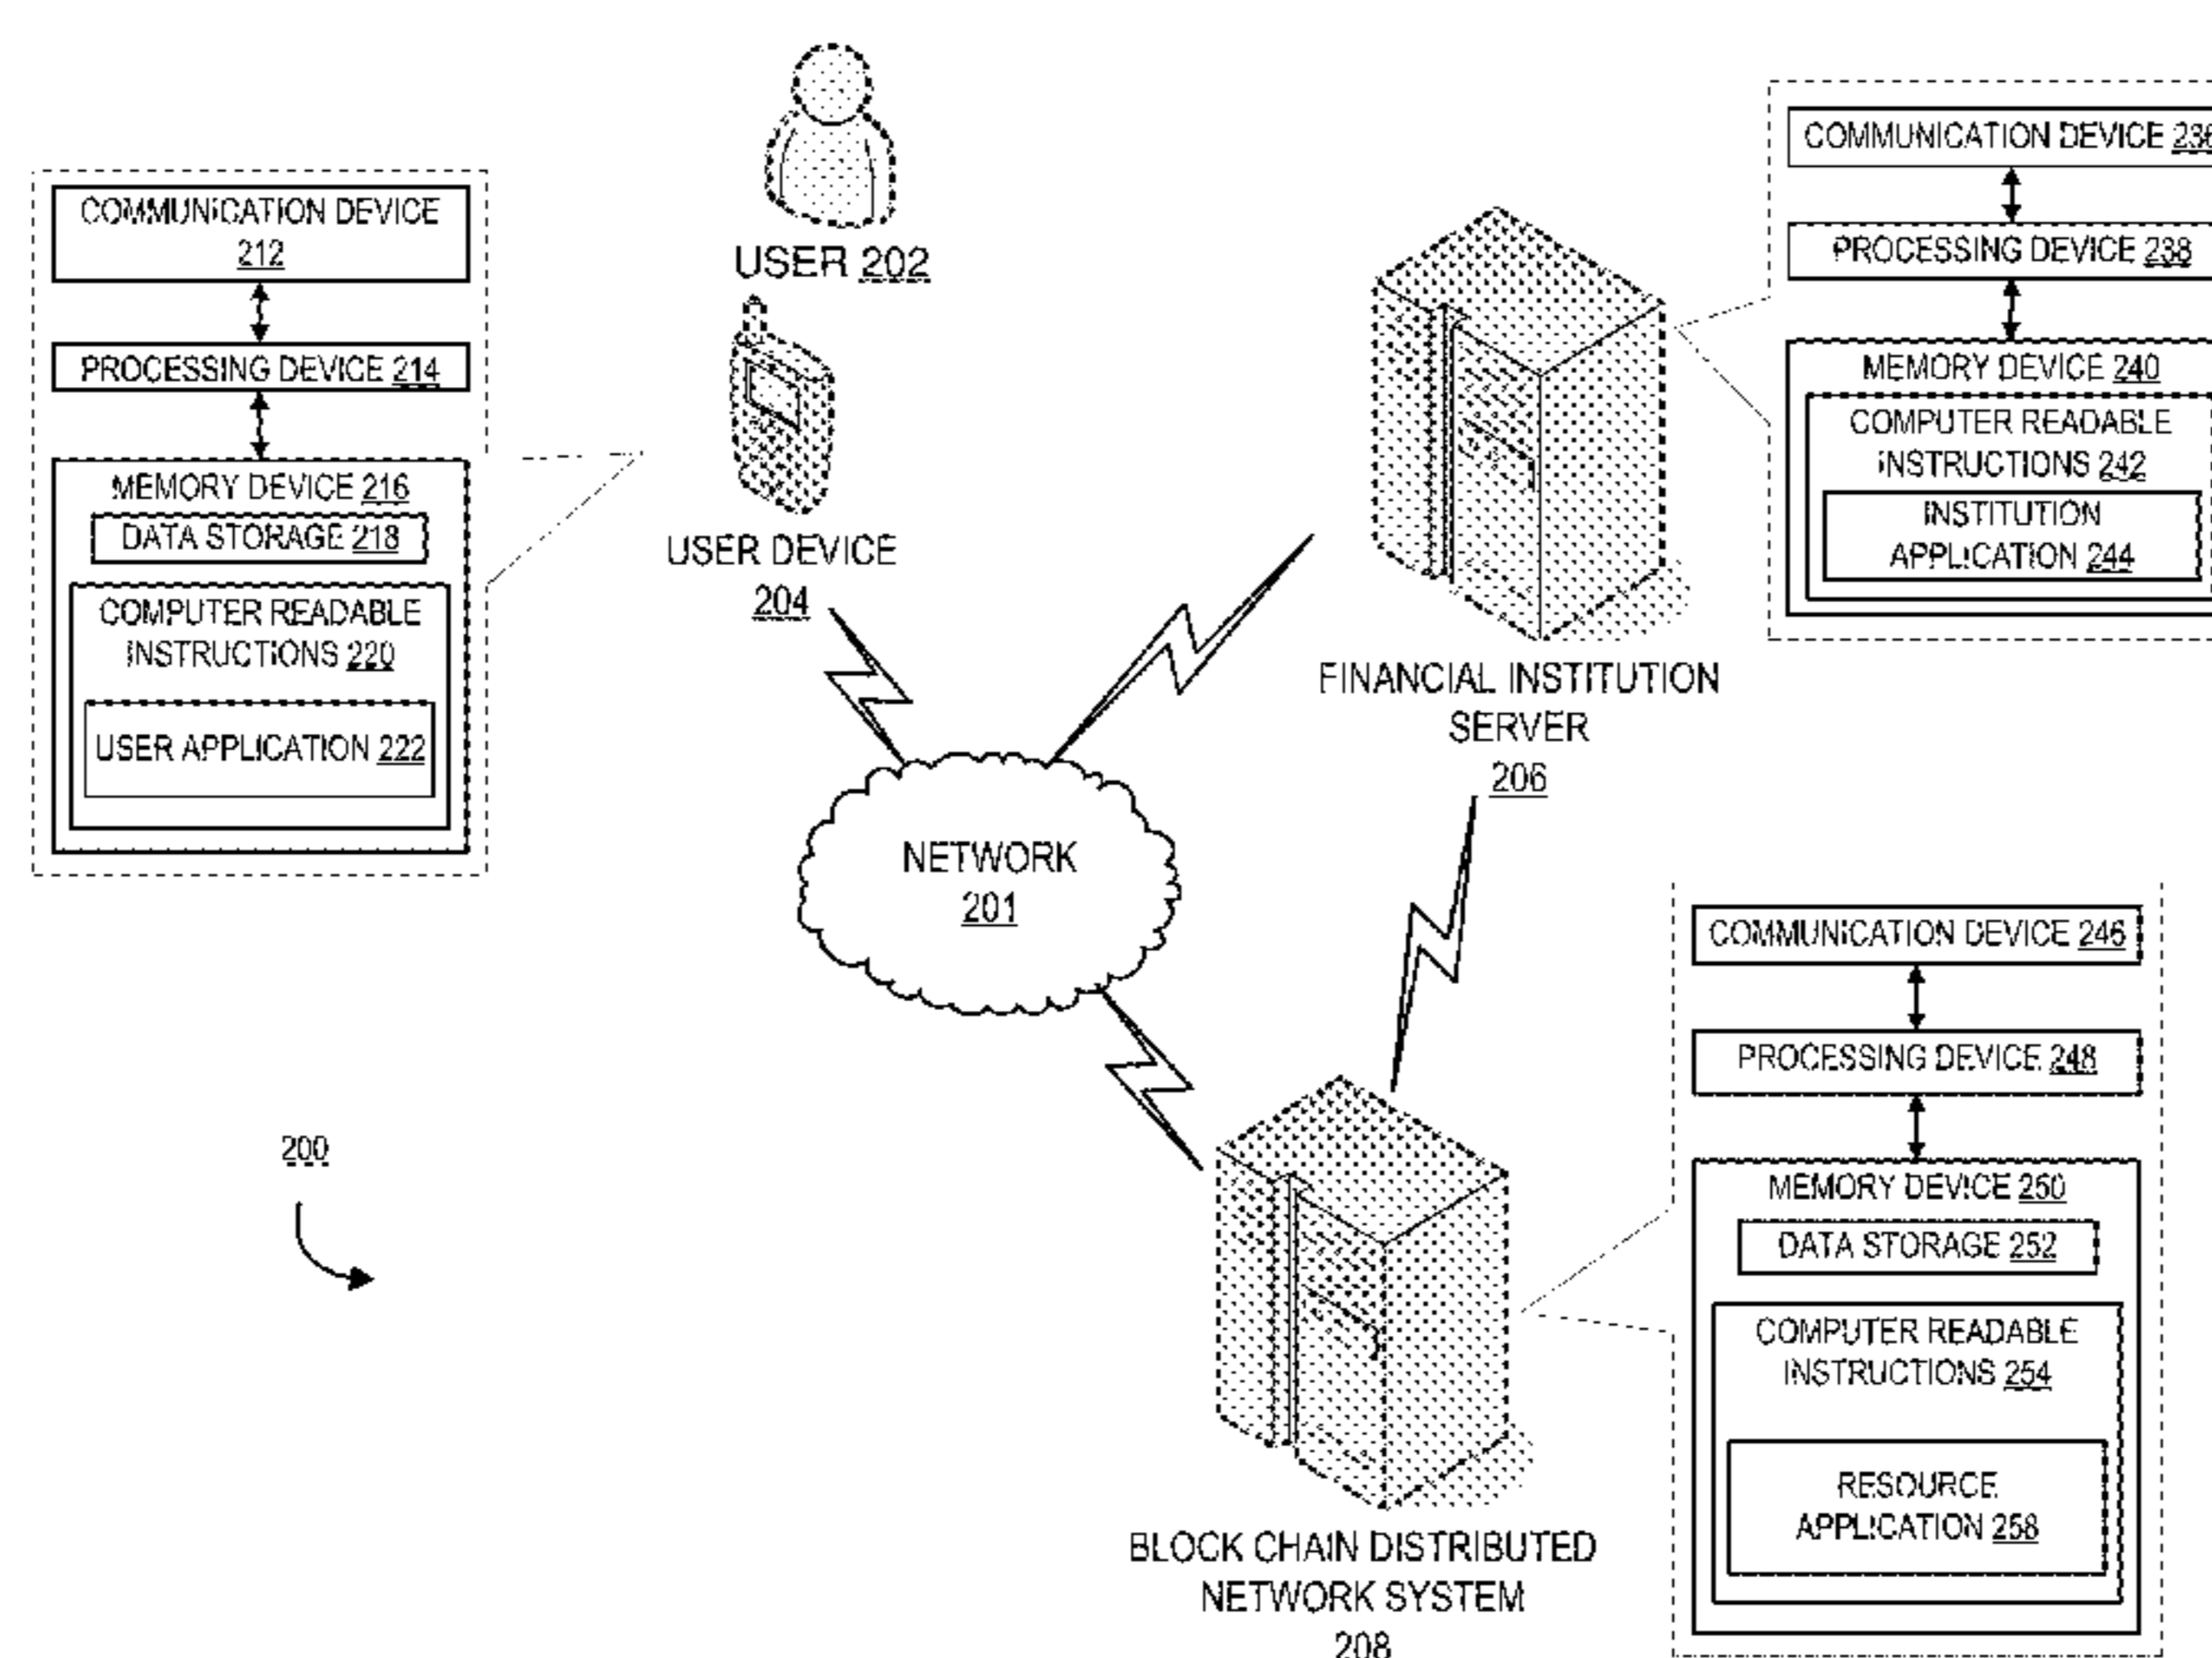 USER 202
USER DEVICE
204
COMMUNICATION DEVICE
212
PROCESSING DEVICE 214
MEMORY DEVICE 216
DATA STORAGE 218
COMPUTER READABLE
INSTRUCTIONS 220
USER APPLICATION 222
NETWORK
201
FINANCIAL INSTITUTION
SERVER
206
COMMUNICATION DEVICE 236
PROCESSING DEVICE 238
MEMORY DEVICE 240
COMPUTER READABLE
INSTRUCTIONS 242
INSTITUTION
APPLICATION 244
200
BLOCK CHAIN DISTRIBUTED
NETWORK SYSTEM
208
COMMUNICATION DEVICE 246
PROCESSING DEVICE 248
MEMORY DEVICE 250
DATA STORAGE 252
COMPUTER READABLE
INSTRUCTIONS 254
RESOURCE
APPLICATION 258